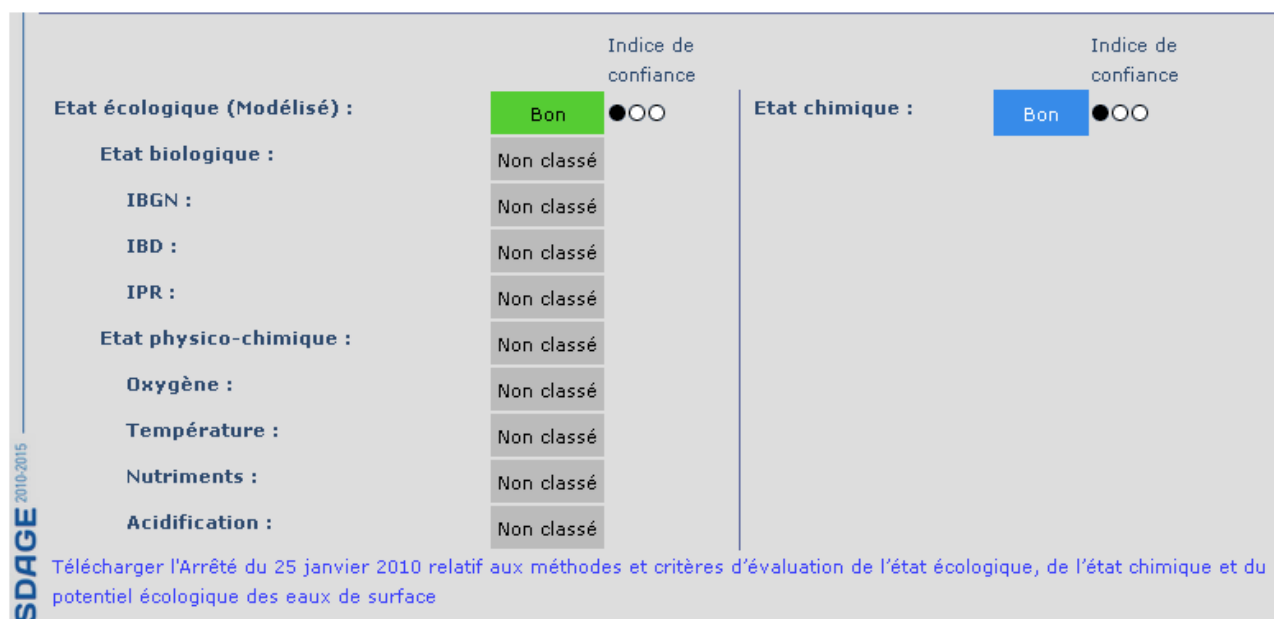 Indice de
confiance
Indice de
confiance
Etat écologique (Modélisé) : Bon
Etat chimique : Bon
Etat biologique : Non classé
IBGN : Non classé
IBD : Non classé
IPR : Non classé
Etat physico-chimique : Non classé
Oxygène : Non classé
Température : Non classé
Nutriments : Non classé
Acidification : Non classé
Télécharger l'Arrêté du 25 janvier 2010 relatif aux méthodes et critères d'évaluation de l'état écologique, de l'état chimique et du
potentiel écologique des eaux de surface
SDAGE 2010-2015